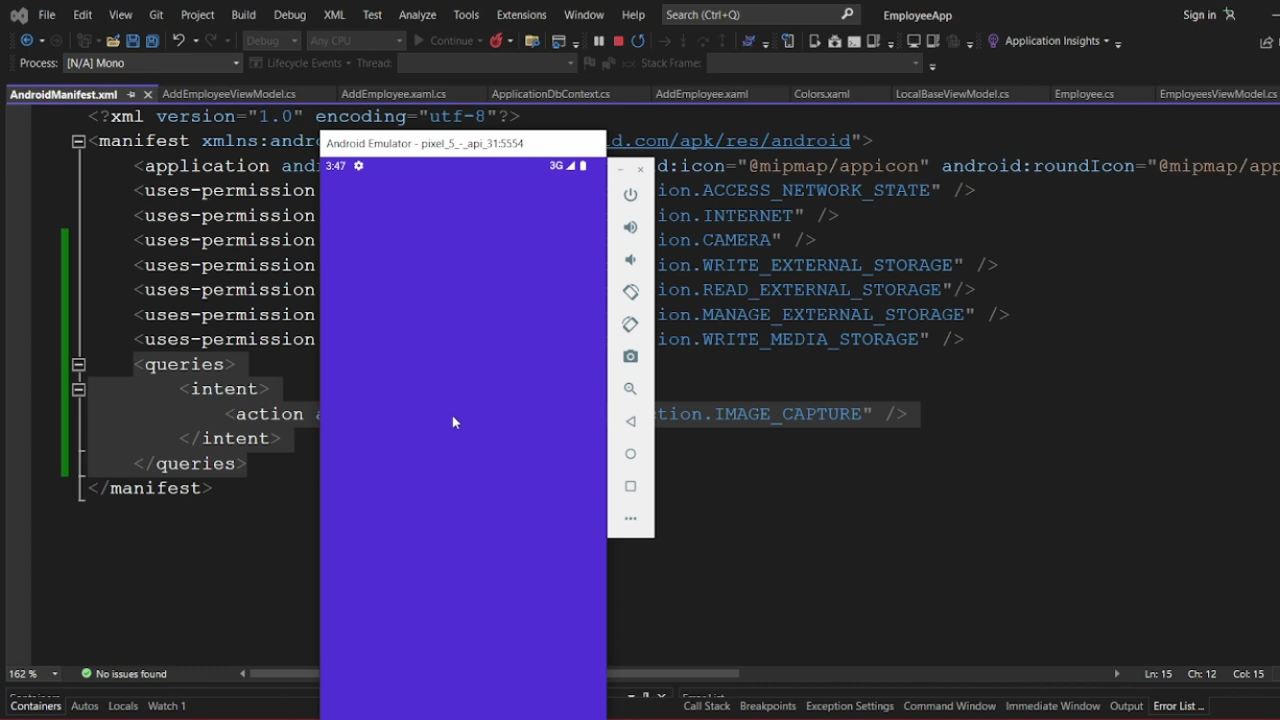 File Edit View Git Project Build Debug XML Test Analyze Tools Extensions Window Help Search (Ctrl+Q) EmployeeApp Sign in
Debug Any CPU Continue Application Insights
Process: [N/A] Mono Lifecycle Events Thread: Stack Frame:
AndroidManifest.xml AddEmployeeViewModel.cs AddEmployee.xaml.cs ApplicationDbContext.cs AddEmployee.xaml Colors.xaml LocalBaseViewModel.cs Employee.cs EmployeesViewModel.cs
<?xml version="1.0" encoding="utf-8"?>
<manifest xmlns:andr d.com/apk/res/android">
<application and d:icon="@mipmap/appicon" android:roundIcon="@mipmap/app
<uses-permission ion.ACCESS_NETWORK_STATE" />
<uses-permission ion.INTERNET" />
<uses-permission ion.CAMERA" />
<uses-permission ion.WRITE_EXTERNAL_STORAGE" />
<uses-permission ion.READ_EXTERNAL_STORAGE"/>
<uses-permission ion.MANAGE_EXTERNAL_STORAGE" />
<uses-permission ion.WRITE_MEDIA_STORAGE" />
<queries>
<intent>
<action a ction.IMAGE_CAPTURE" />
</intent>
</queries>
</manifest>
Android Emulator - pixel_5_-_api_31:5554
3:47 3G
162 % No issues found Ln: 15 Ch: 12 Col: 15
Containers Error List
Containers Autos Locals Watch 1 Call Stack Breakpoints Exception Settings Command Window Immediate Window Output Error List ...